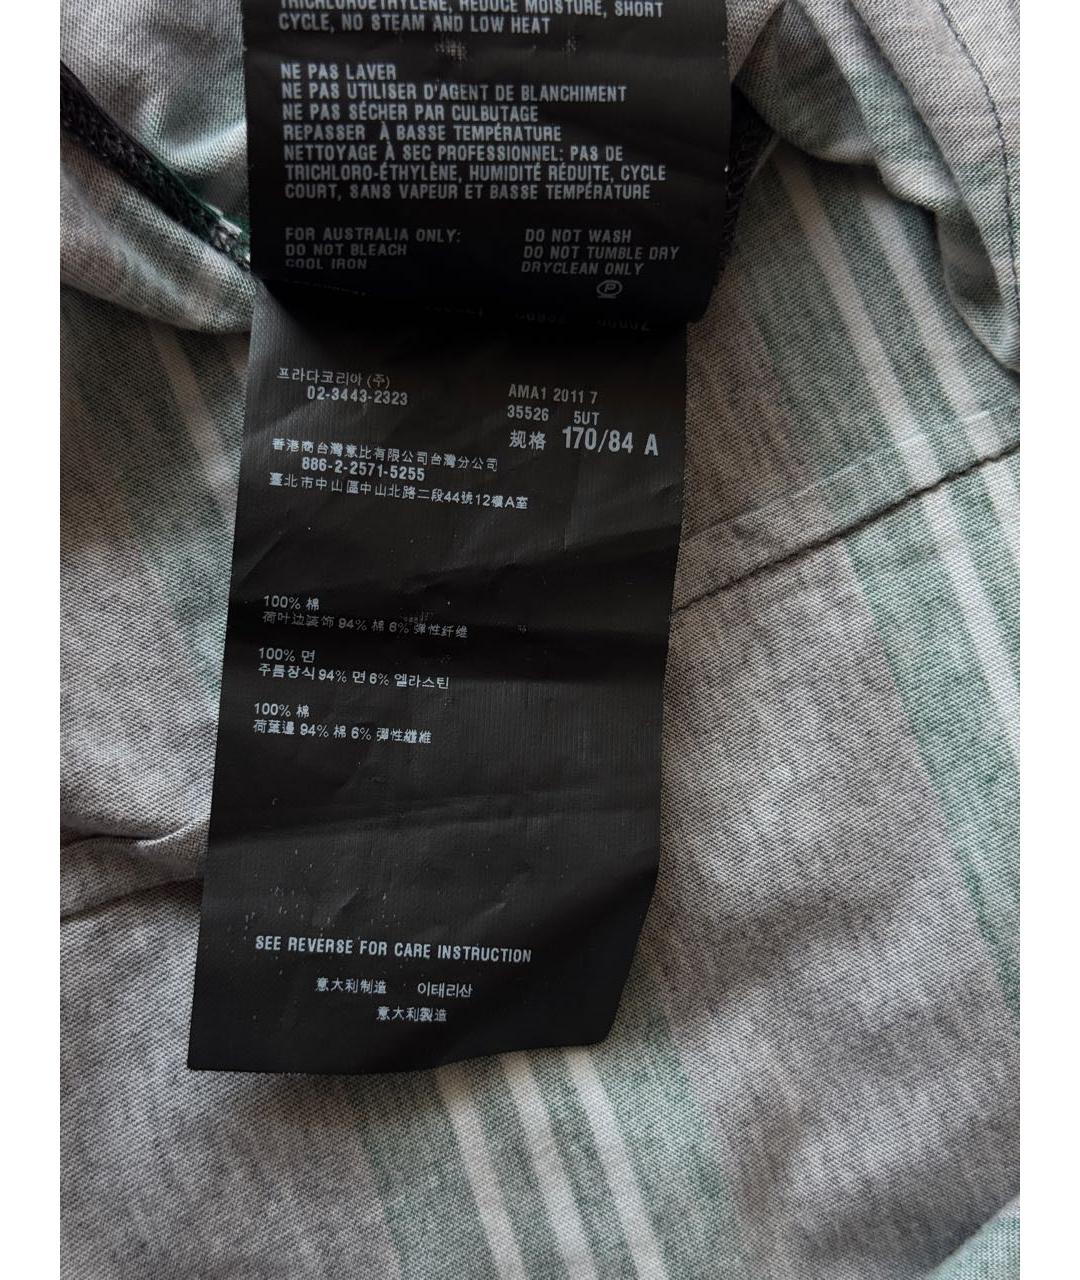 TRICHLOROETHYLENE, REDUCE MOISTURE, SHORT
CYCLE, NO STEAM AND LOW HEAT
NE PAS LAVER
NE PAS UTILISER D'AGENT DE BLANCHIMENT
NE PAS SÉCHER PAR CULBUTAGE
REPASSER À BASSE TEMPÉRATURE
NETTOYAGE À SEC PROFESSIONNEL: PAS DE
TRICHLORO-ÉTHYLÈNE, HUMIDITÉ RÉDUITE, CYCLE
COURT, SANS VAPEUR ET BASSE TEMPÉRATURE
FOR AUSTRALIA ONLY:
DO NOT BLEACH
COOL IRON
DO NOT WASH
DO NOT TUMBLE DRY
DRYCLEAN ONLY
P
프라다코리아 (주)
02-3443-2323
AMA1 2011 7
35526 5UT
规格 170/84 A
香港商台灣意比有限公司台灣分公司
886-2-2571-5255
臺北市中山區中山北路二段44號12樓A室
100% 棉
荷叶边装饰 94% 棉 6% 弹性纤维
100% 면
주름장식 94% 면 6% 엘라스틴
100% 棉
荷葉邊 94% 棉 6% 彈性纖維
SEE REVERSE FOR CARE INSTRUCTION
意大利制造 이태리산
意大利製造